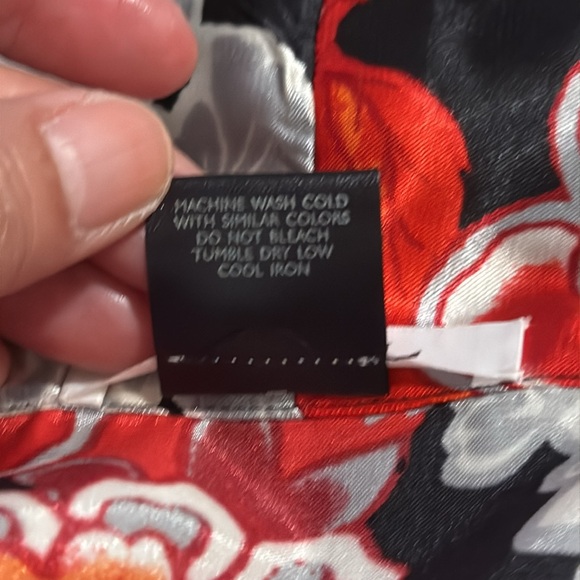 MACHINE WASH COLD
WITH SIMILAR COLORS
DO NOT BLEACH
TUMBLE DRY LOW
COOL IRON